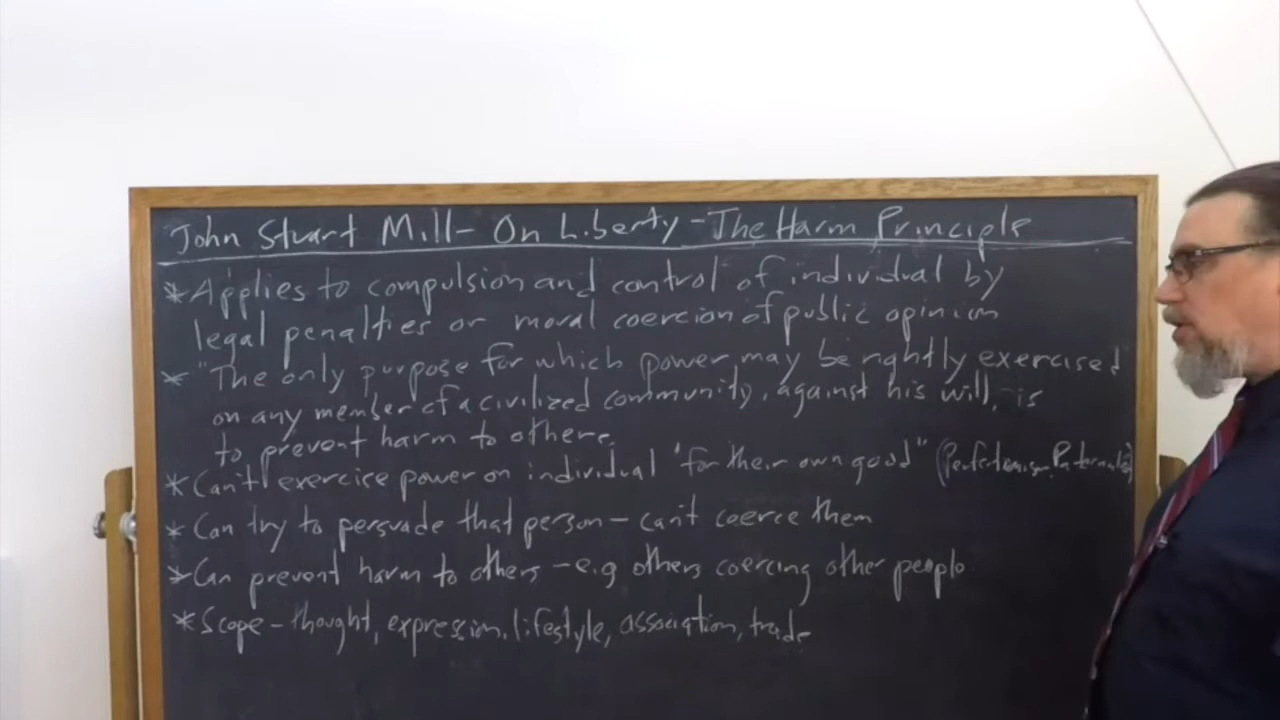 John Stuart Mill- On Liberty - The Harm Principle
* Applies to compulsion and control of individual by
legal penalties or moral coercion of public opinion
* "The only purpose for which power may be rightly exercised
on any member of a civilized community, against his will, is
to prevent harm to others.
* Can't exercise power on individual "for their own good" (Perfectionism, Paternalism)
* Can try to persuade that person - can't coerce them
* Can prevent harm to others - e.g others coercing other people
* Scope - thought, expression, lifestyle, association, trade